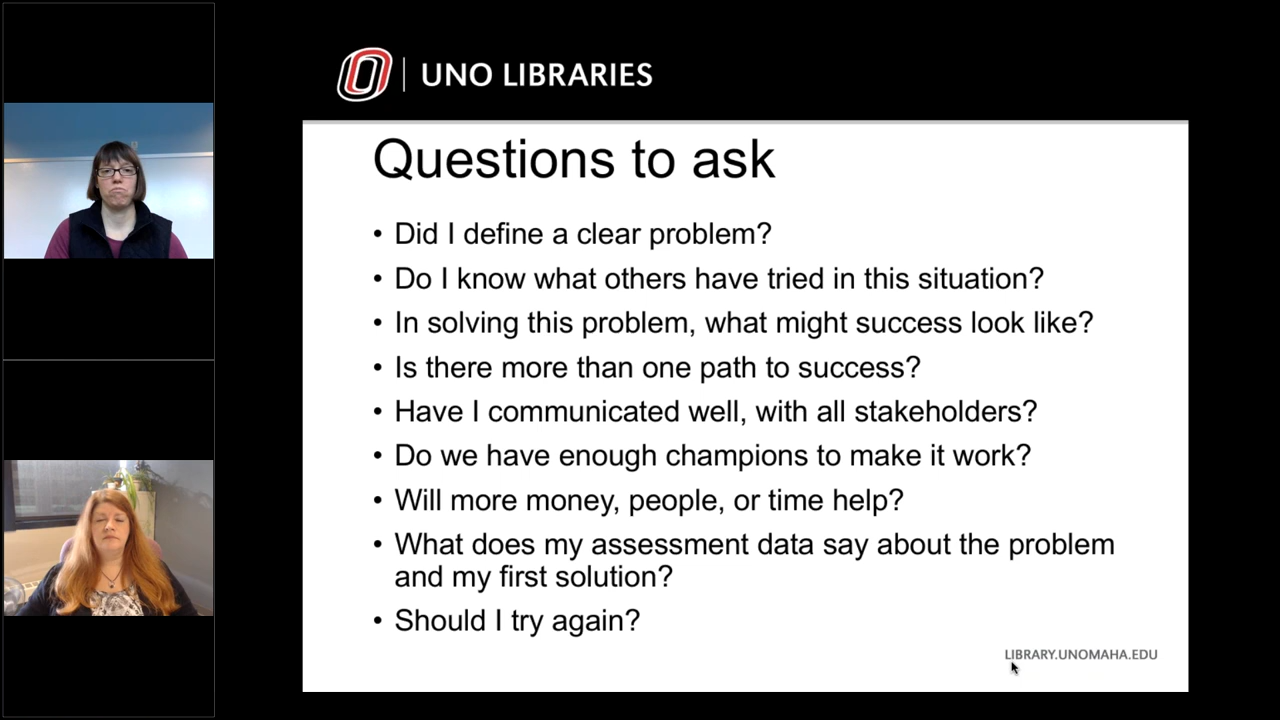 UNO LIBRARIES
Questions to ask
• Did I define a clear problem?
• Do I know what others have tried in this situation?
• In solving this problem, what might success look like?
• Is there more than one path to success?
• Have I communicated well, with all stakeholders?
• Do we have enough champions to make it work?
• Will more money, people, or time help?
• What does my assessment data say about the problem
and my first solution?
• Should I try again?
LIBRARY.UNOMAHA.EDU